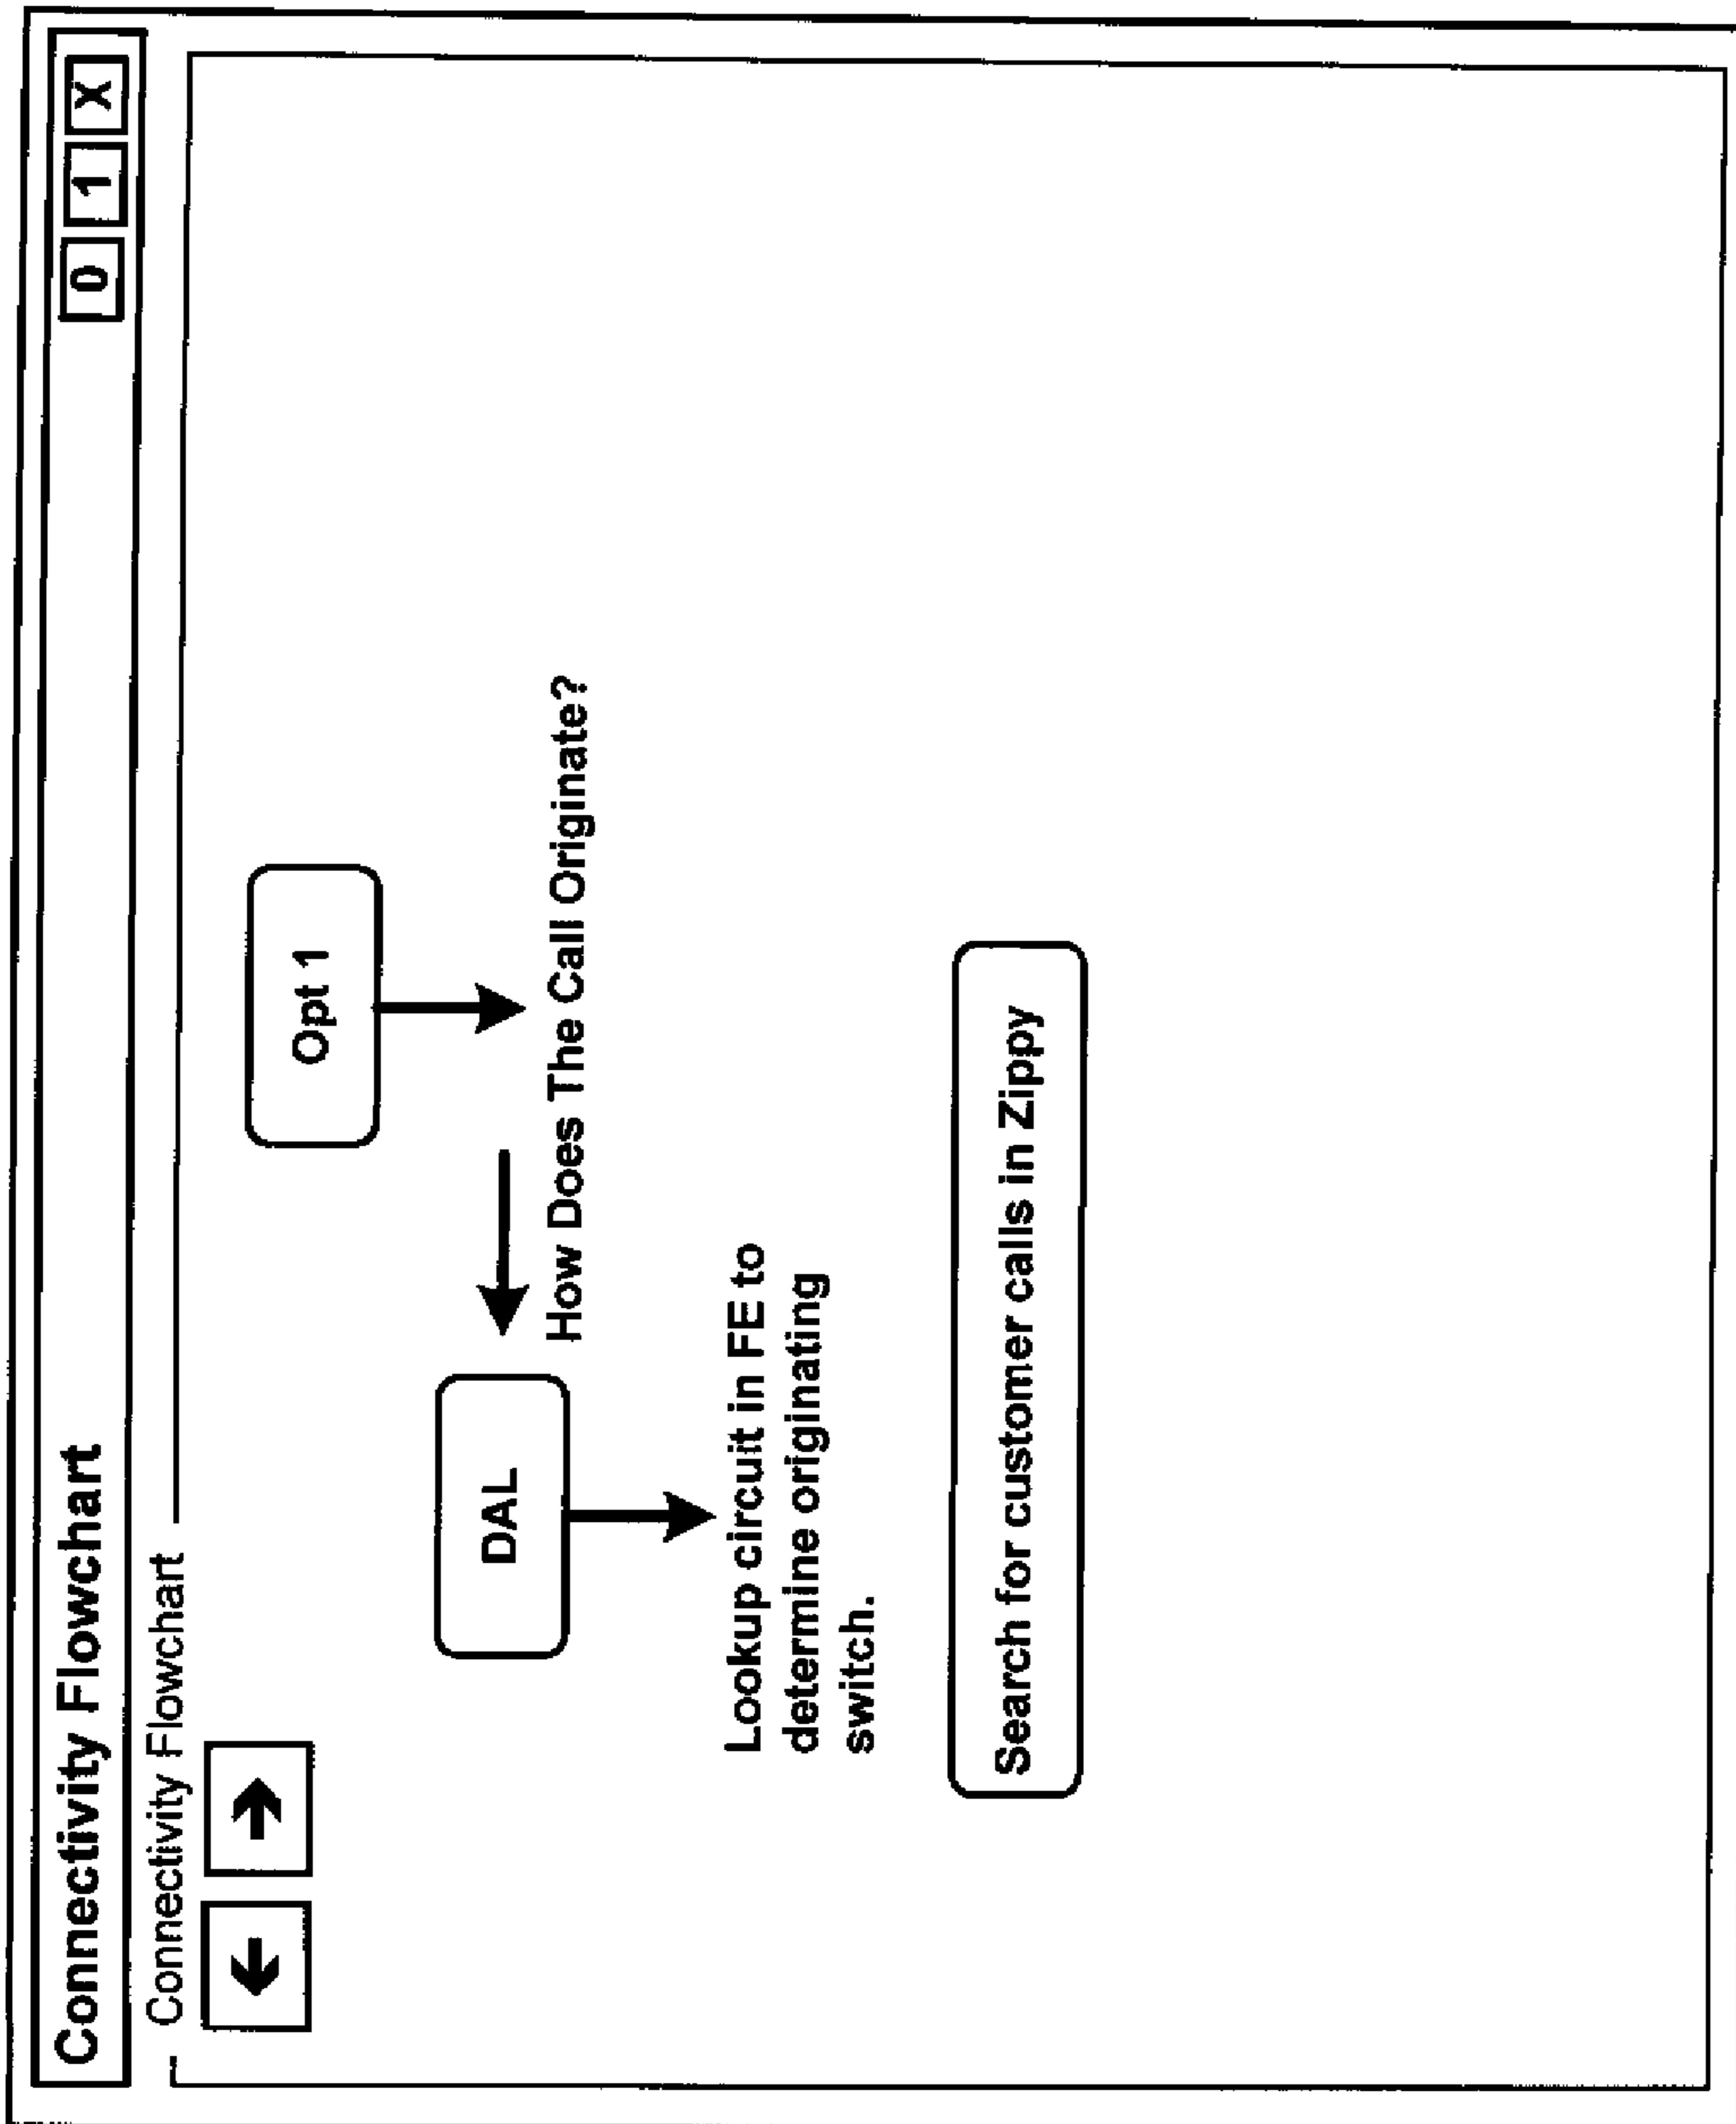 Connectivity Flowchart
0 1 X
Connectivity Flowchart
Opt 1
How Does The Call Originate?
DAL
Lookup circuit in FE to
determine originating
switch.
Search for customer calls in Zippy